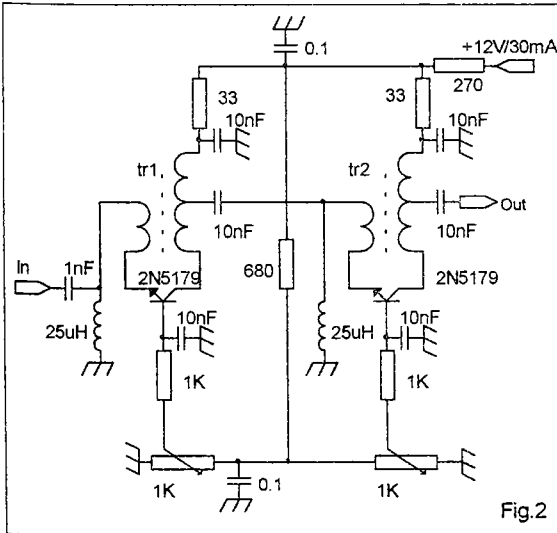 0.1
+12V/30mA
270
33
33
10nF
10nF
tr1
tr2
10nF
10nF
Out
In
1nF
680
2N5179
2N5179
25uH
10nF
25uH
10nF
1K
1K
1K
0.1
1K
Fig.2